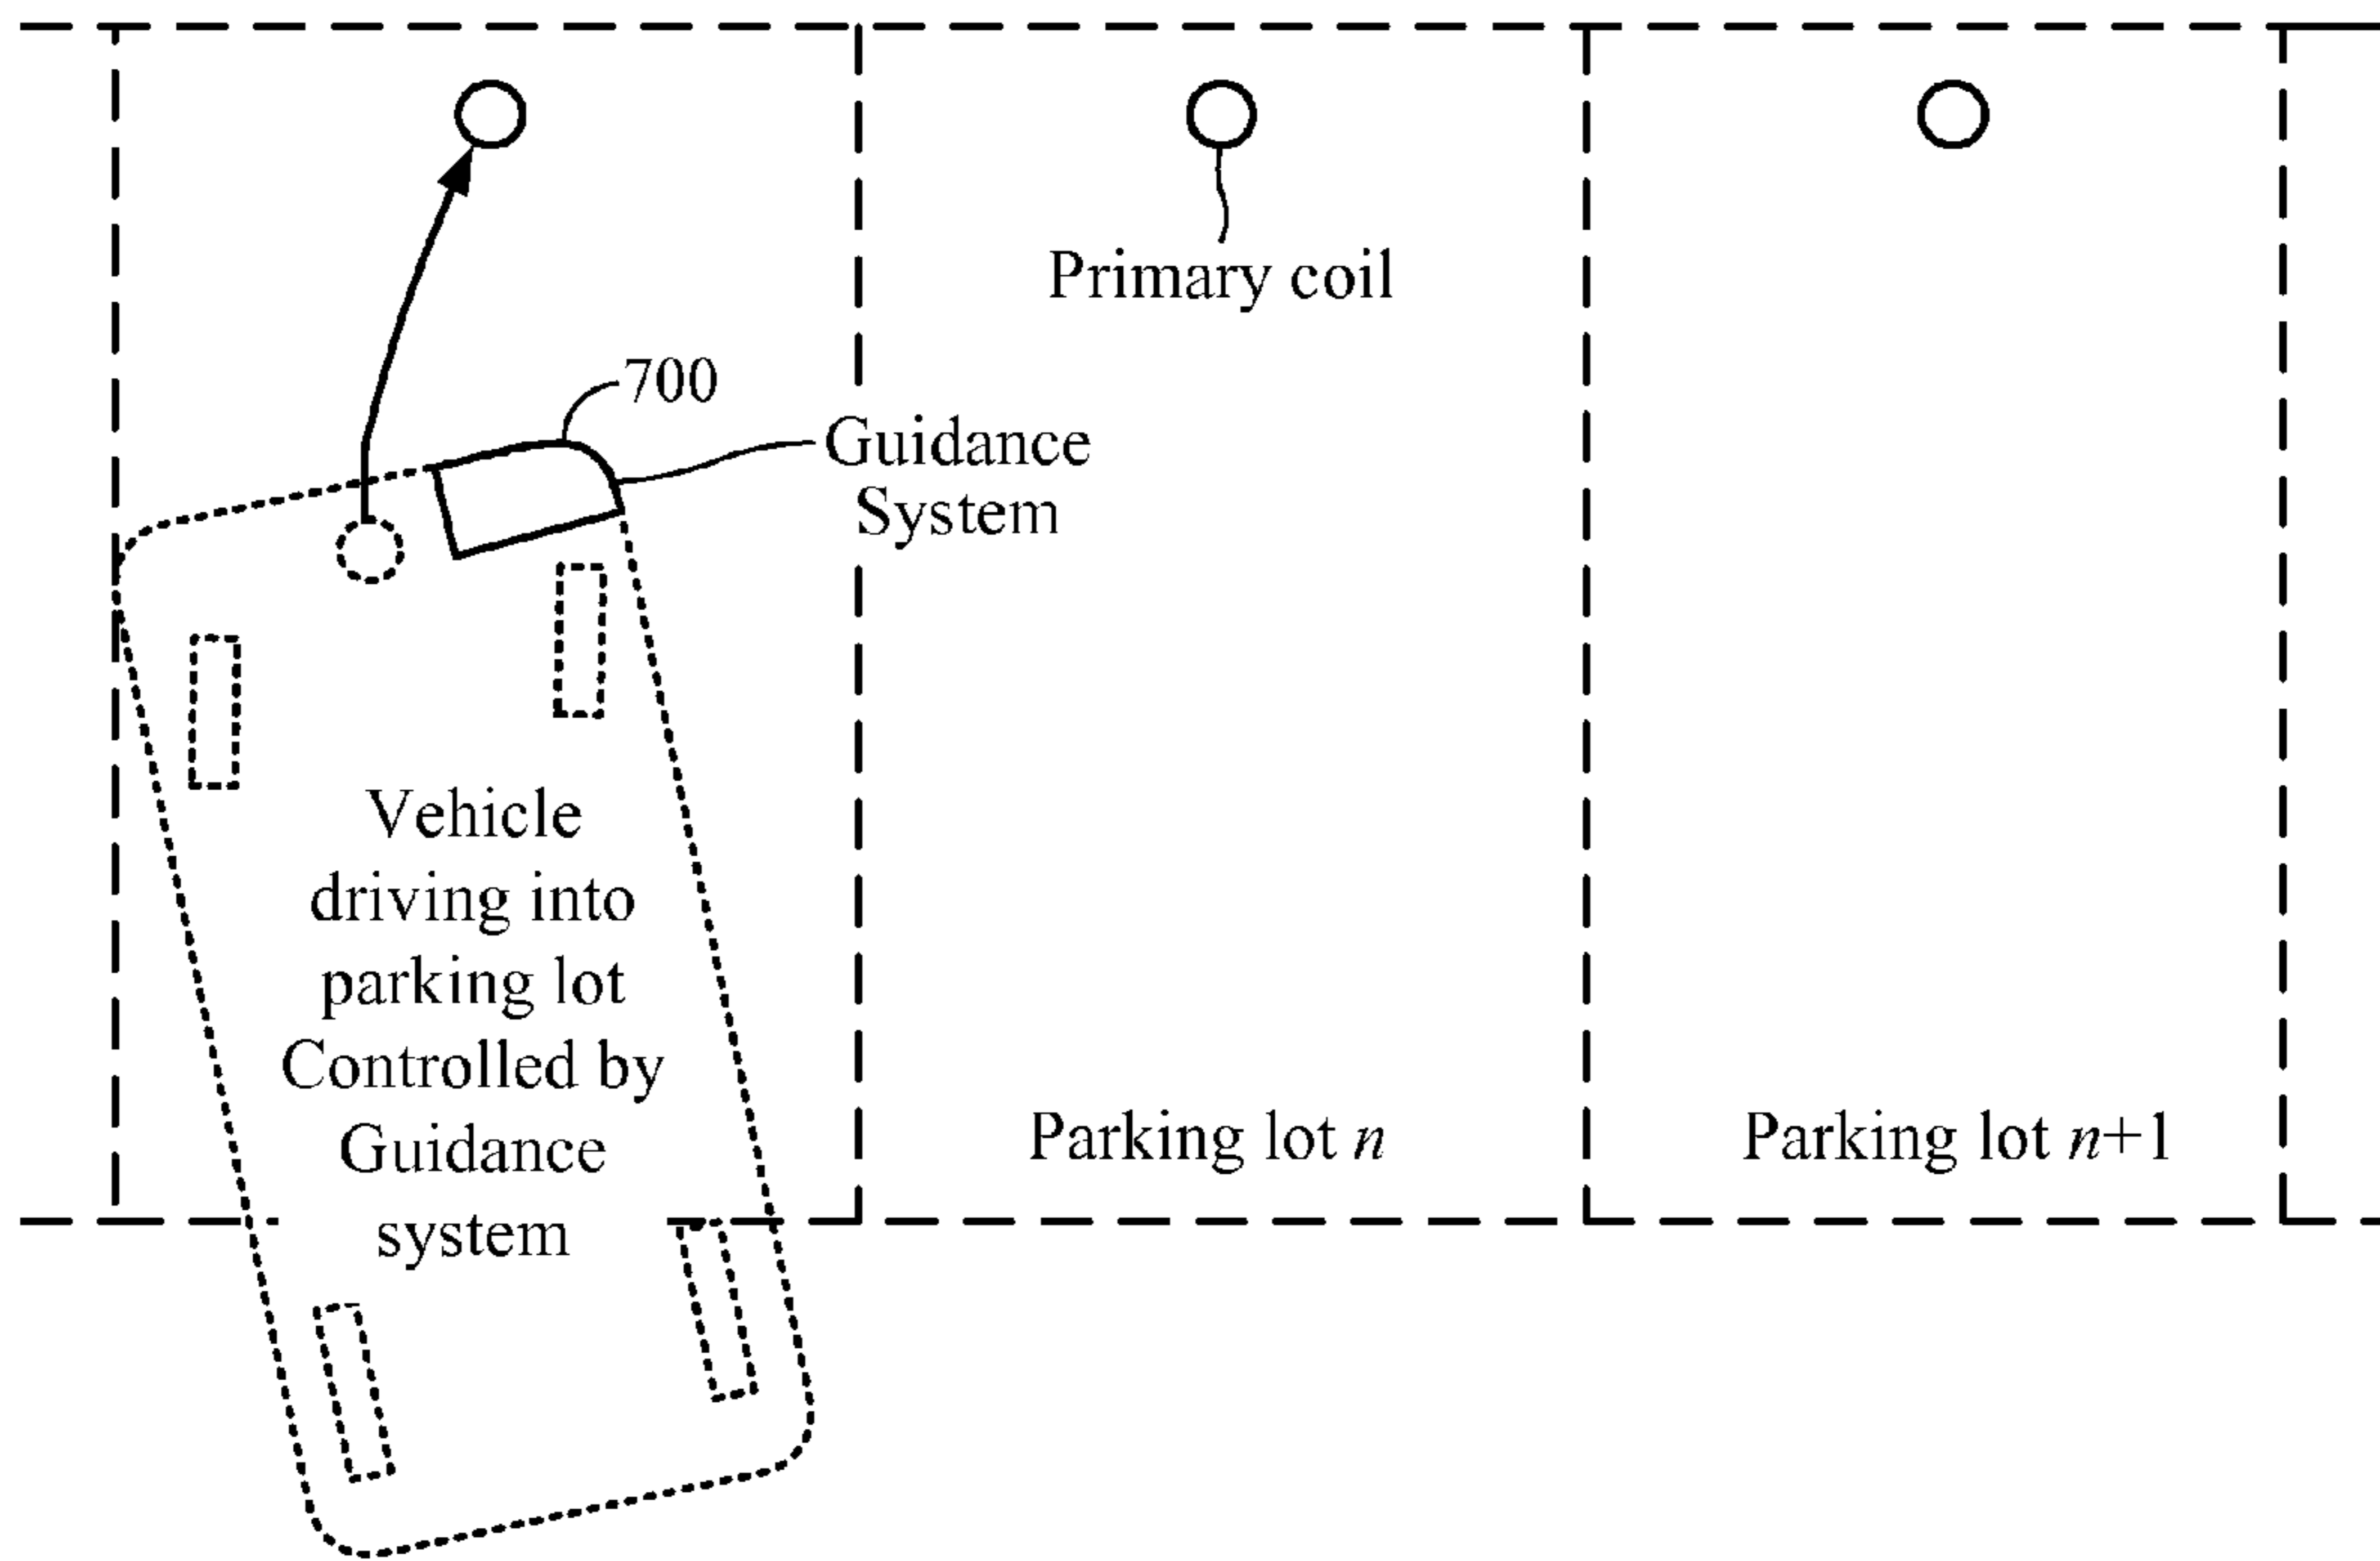 Primary coil
700
Guidance
System
Vehicle
driving into
parking lot
Controlled by
Guidance
system
Parking lot n
Parking lot n+1